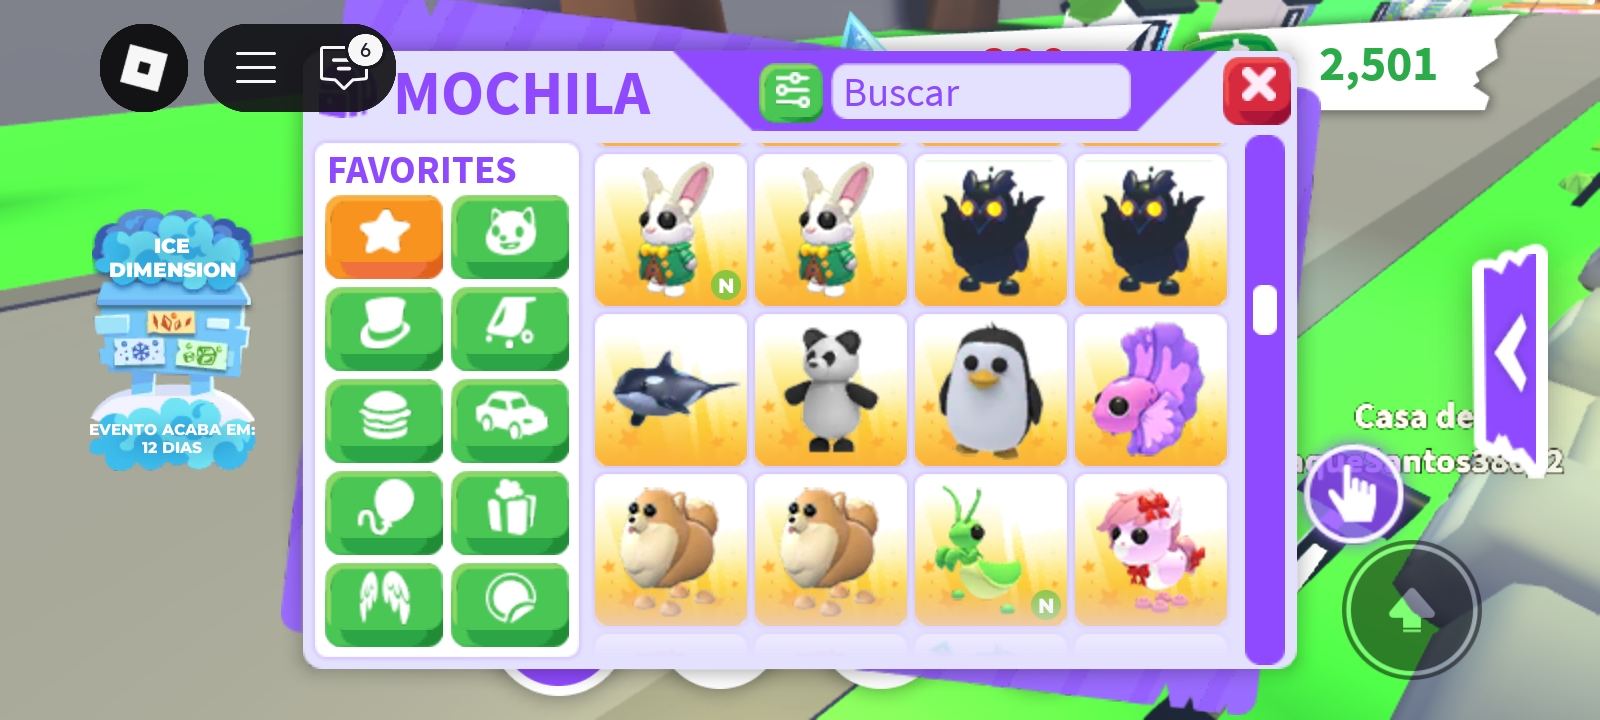 6
MOCHILA
Buscar
2,501
FAVORITES
ICE
DIMENSION
EVENTO ACABA EM:
12 DIAS
N
N
Casa de